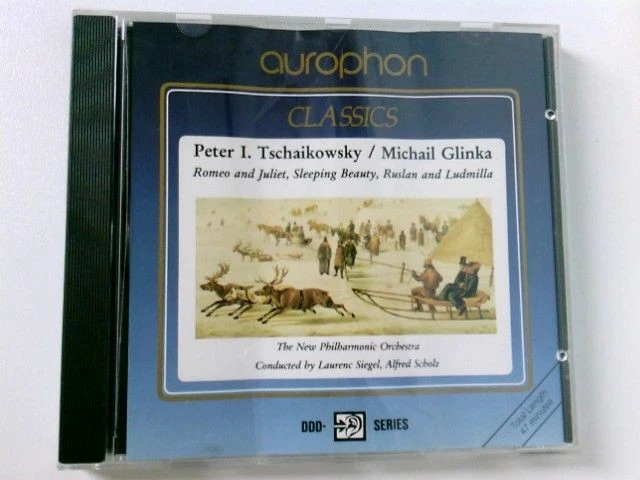 aurophon
CLASSICS
Peter I. Tschaikowsky / Michail Glinka
Romeo and Juliet, Sleeping Beauty, Ruslan and Ludmilla
The New Philharmonic Orchestra
Conducted by Laurenc Siegel, Alfred Scholz
DDD- SERIES
Total Length
47 minutes